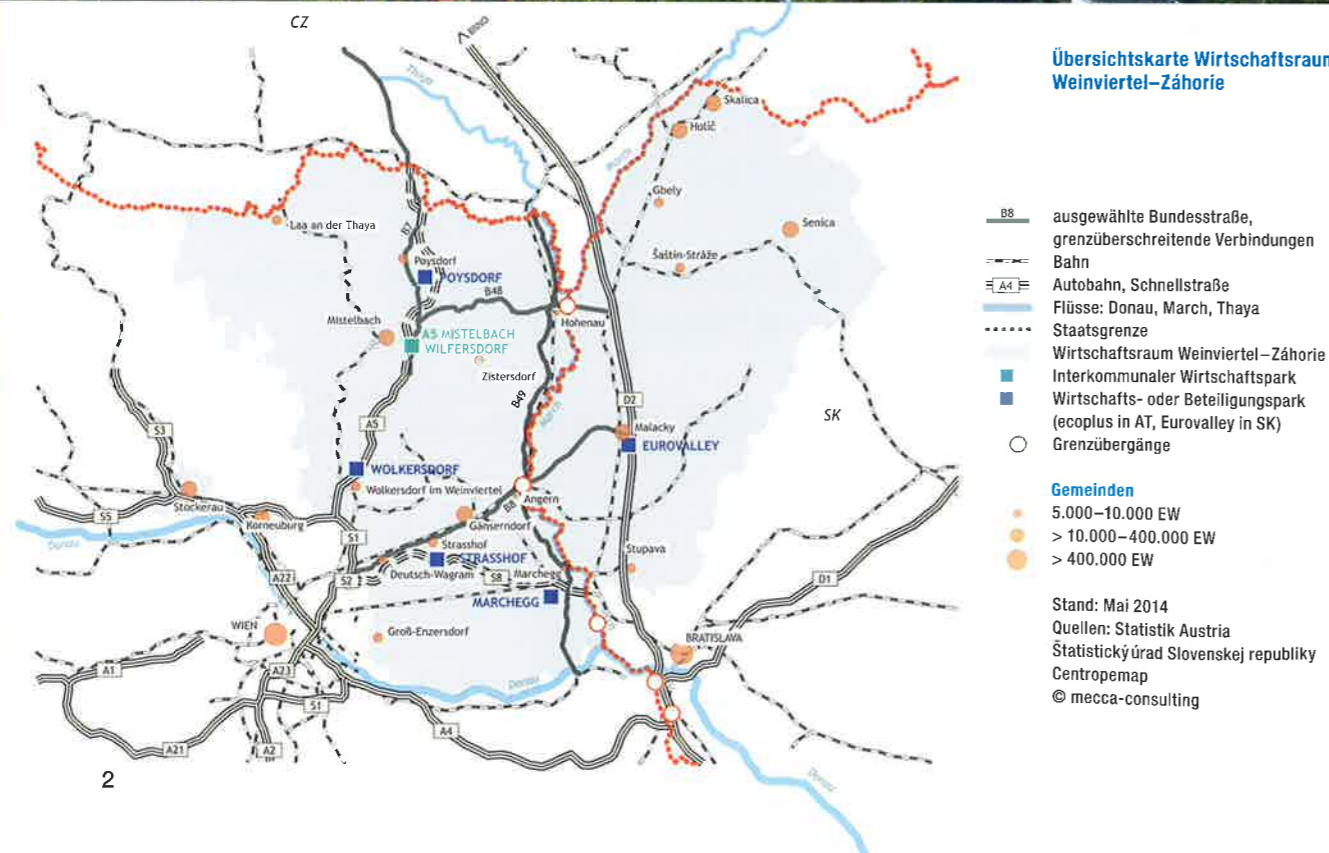 CZ
BRNO
Übersichtskarte Wirtschaftsraum
Weinviertel–Záhorie
Thaya
Skalica
Holíč
March
Gbely
Senica
Laa an der Thaya
B7
Šaštín-Stráže
Poysdorf
POYSDORF
B48
Hohenau
Mistelbach
A5 MISTELBACH
WILFERSDORF
Zistersdorf
B49
March
D2
SK
S3
A5
Malacky
EUROVALLEY
WOLKERSDORF
Wolkersdorf im Weinviertel
Angern
B8
Stockerau
Korneuburg
Gänserndorf
S5
Donau
S1
Strasshof
STRASSHOF
Stupava
A22
S2
Deutsch-Wagram
S8
Marchegg
D1
MARCHEGG
WIEN
Groß-Enzersdorf
BRATISLAVA
A1
A23
Donau
S1
A4
A21
A2
Donau
B8
ausgewählte Bundesstraße,
grenzüberschreitende Verbindungen
Bahn
A4
Autobahn, Schnellstraße
Flüsse: Donau, March, Thaya
Staatsgrenze
Wirtschaftsraum Weinviertel–Záhorie
Interkommunaler Wirtschaftspark
Wirtschafts- oder Beteiligungspark
(ecoplus in AT, Eurovalley in SK)
Grenzübergänge
Gemeinden
5.000–10.000 EW
> 10.000–400.000 EW
> 400.000 EW
Stand: Mai 2014
Quellen: Statistik Austria
Štatistický úrad Slovenskej republiky
Centropemap
© mecca-consulting
2